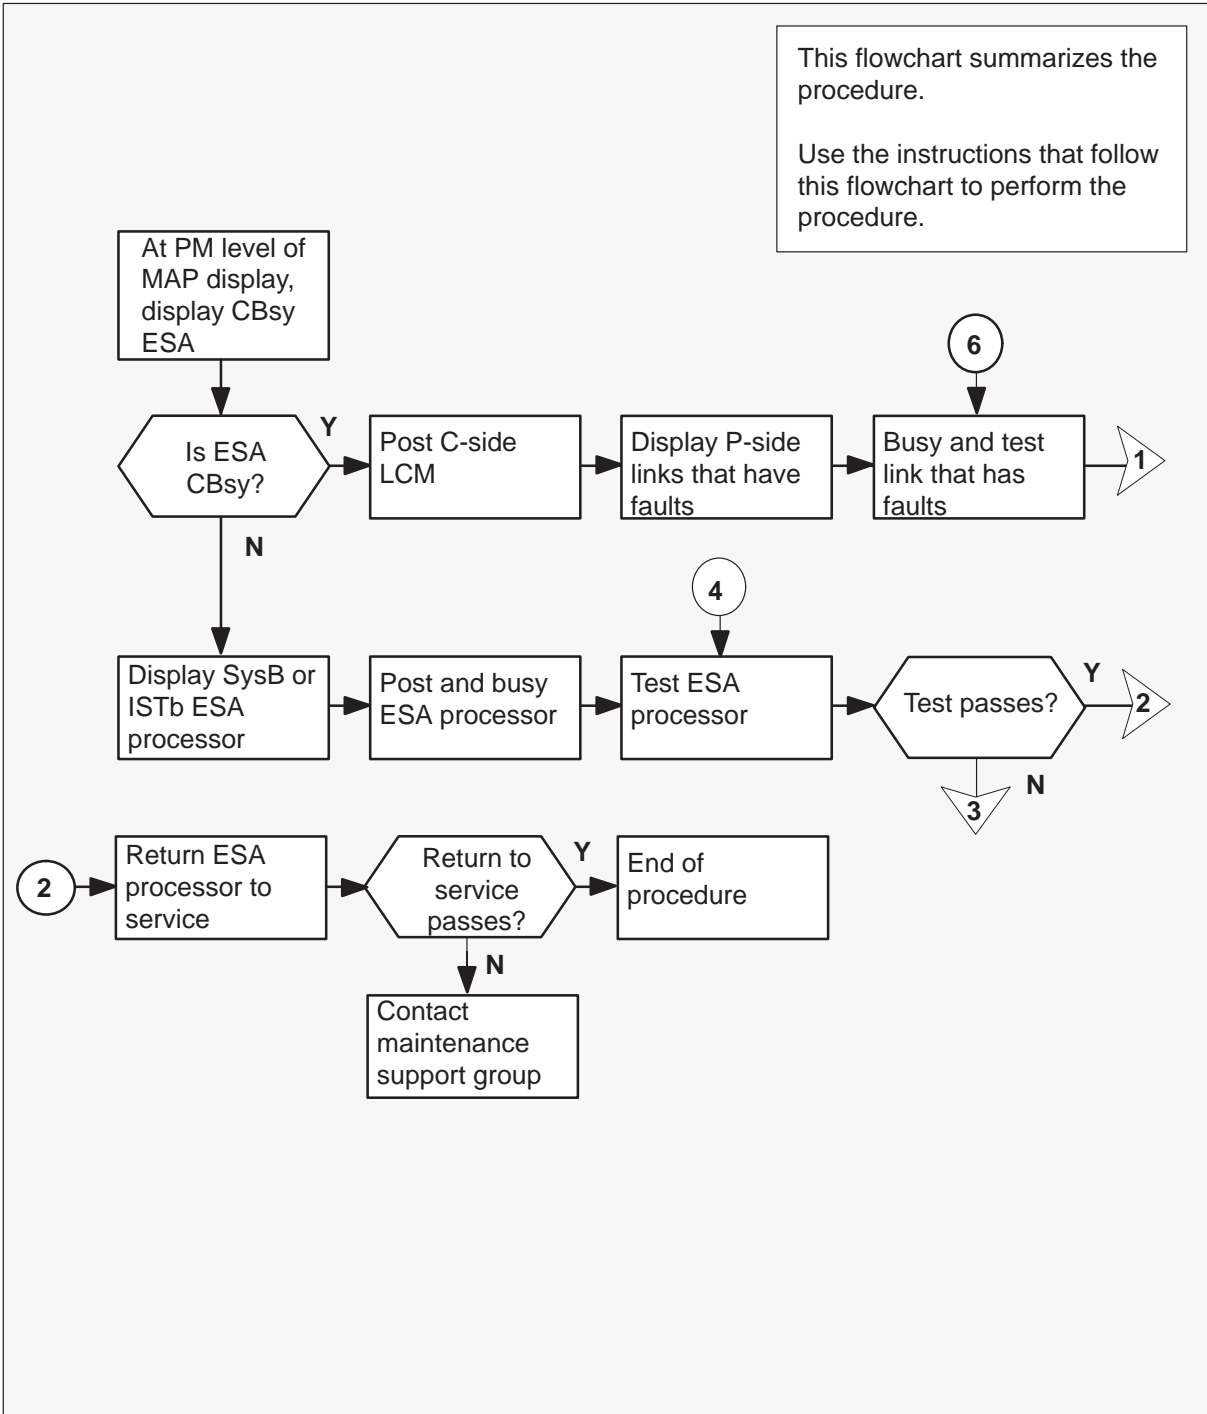 This flowchart summarizes the
procedure.
Use the instructions that follow
this flowchart to perform the
procedure.
At PM level of
MAP display,
display CBsy
ESA
6
Is ESA
CBsy?
Y
Post C-side
LCM
Display P-side
links that have
faults
Busy and test
link that has
faults
1
N
4
Display SysB or
ISTb ESA
processor
Post and busy
ESA processor
Test ESA
processor
Test passes?
Y
2
N
3
2
Return ESA
processor to
service
Return to
service
passes?
Y
End of
procedure
N
Contact
maintenance
support group